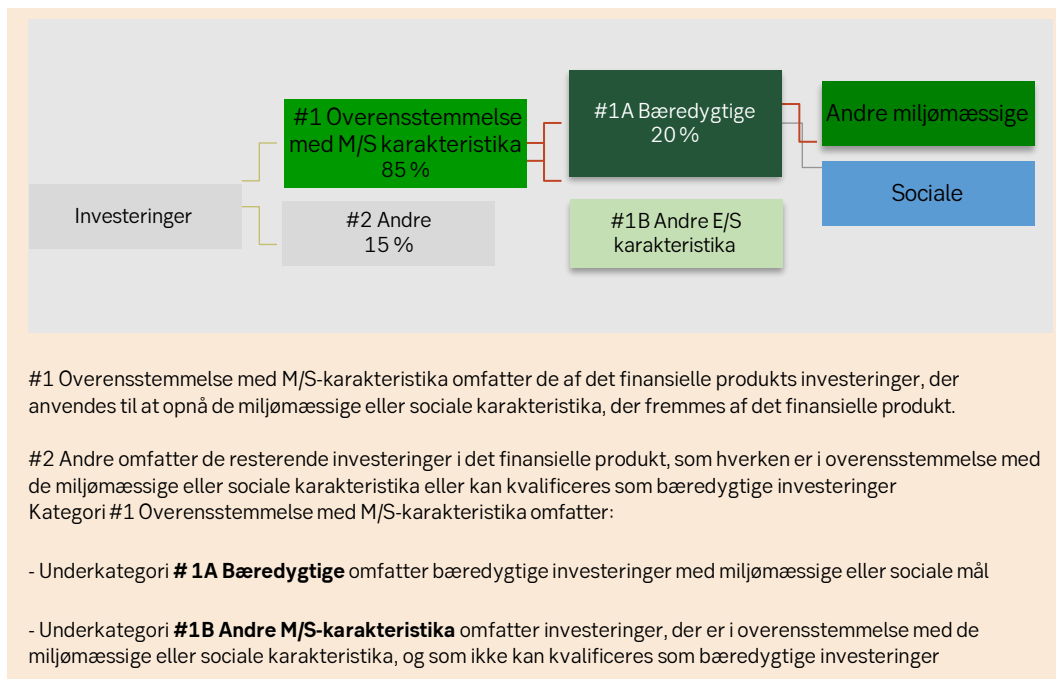 Investeringer
#1 Overensstemmelse
med M/S karakteristika
85 %
#2 Andre
15 %
#1A Bæredygtige
20 %
#1B Andre E/S
karakteristika
Andre miljømæssige
Sociale
#1 Overensstemmelse med M/S-karakteristika omfatter de af det finansielle produkts investeringer, der
anvendes til at opnå de miljømæssige eller sociale karakteristika, der fremmes af det finansielle produkt.
#2 Andre omfatter de resterende investeringer i det finansielle produkt, som hverken er i overensstemmelse med
de miljømæssige eller sociale karakteristika eller kan kvalificeres som bæredygtige investeringer
Kategori #1 Overensstemmelse med M/S-karakteristika omfatter:
- Underkategori # 1A Bæredygtige omfatter bæredygtige investeringer med miljømæssige eller sociale mål
- Underkategori #1B Andre M/S-karakteristika omfatter investeringer, der er i overensstemmelse med de
miljømæssige eller sociale karakteristika, og som ikke kan kvalificeres som bæredygtige investeringer